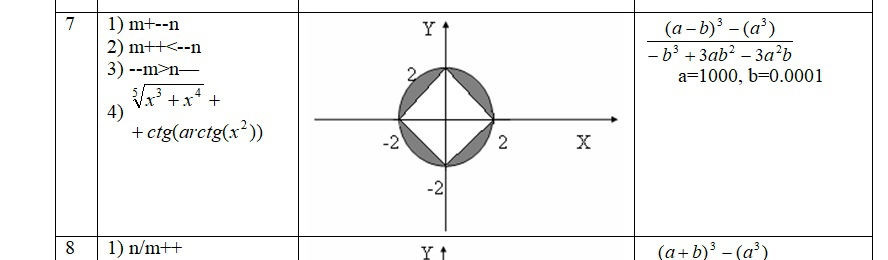 7
1) m+--n
2) m++<--n
3) --m>n—
4) ⁵√(x³ + x⁴) +
+ ctg(arctg(x²))
Y
2
-2
2
X
-2
(a − b)³ − (a³)
− b³ + 3ab² − 3a²b
a=1000, b=0.0001
8
1) n/m++
Y
(a + b)³ − (a³)